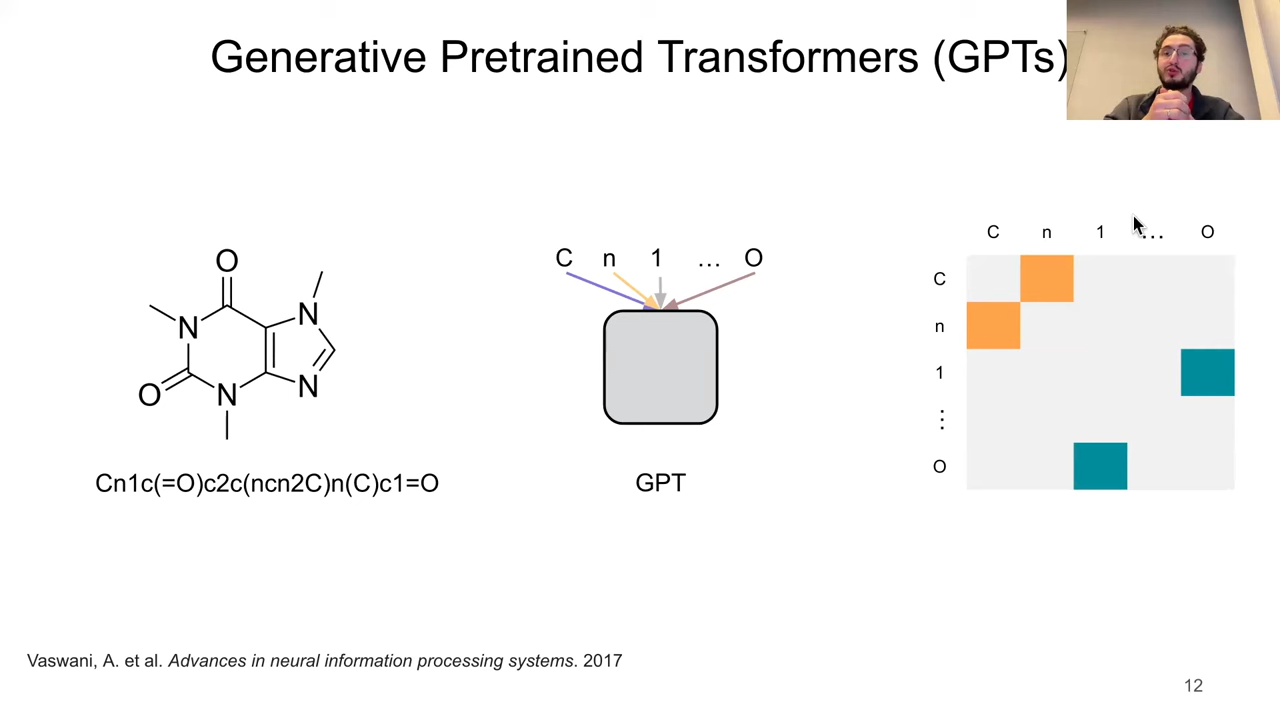 Generative Pretrained Transformers (GPTs)
O
N
N
O
N
N
Cn1c(=O)c2c(ncn2C)n(C)c1=O
C n 1 … O
GPT
C n 1 … O
C
n
1
⋮
O
Vaswani, A. et al. Advances in neural information processing systems. 2017
12